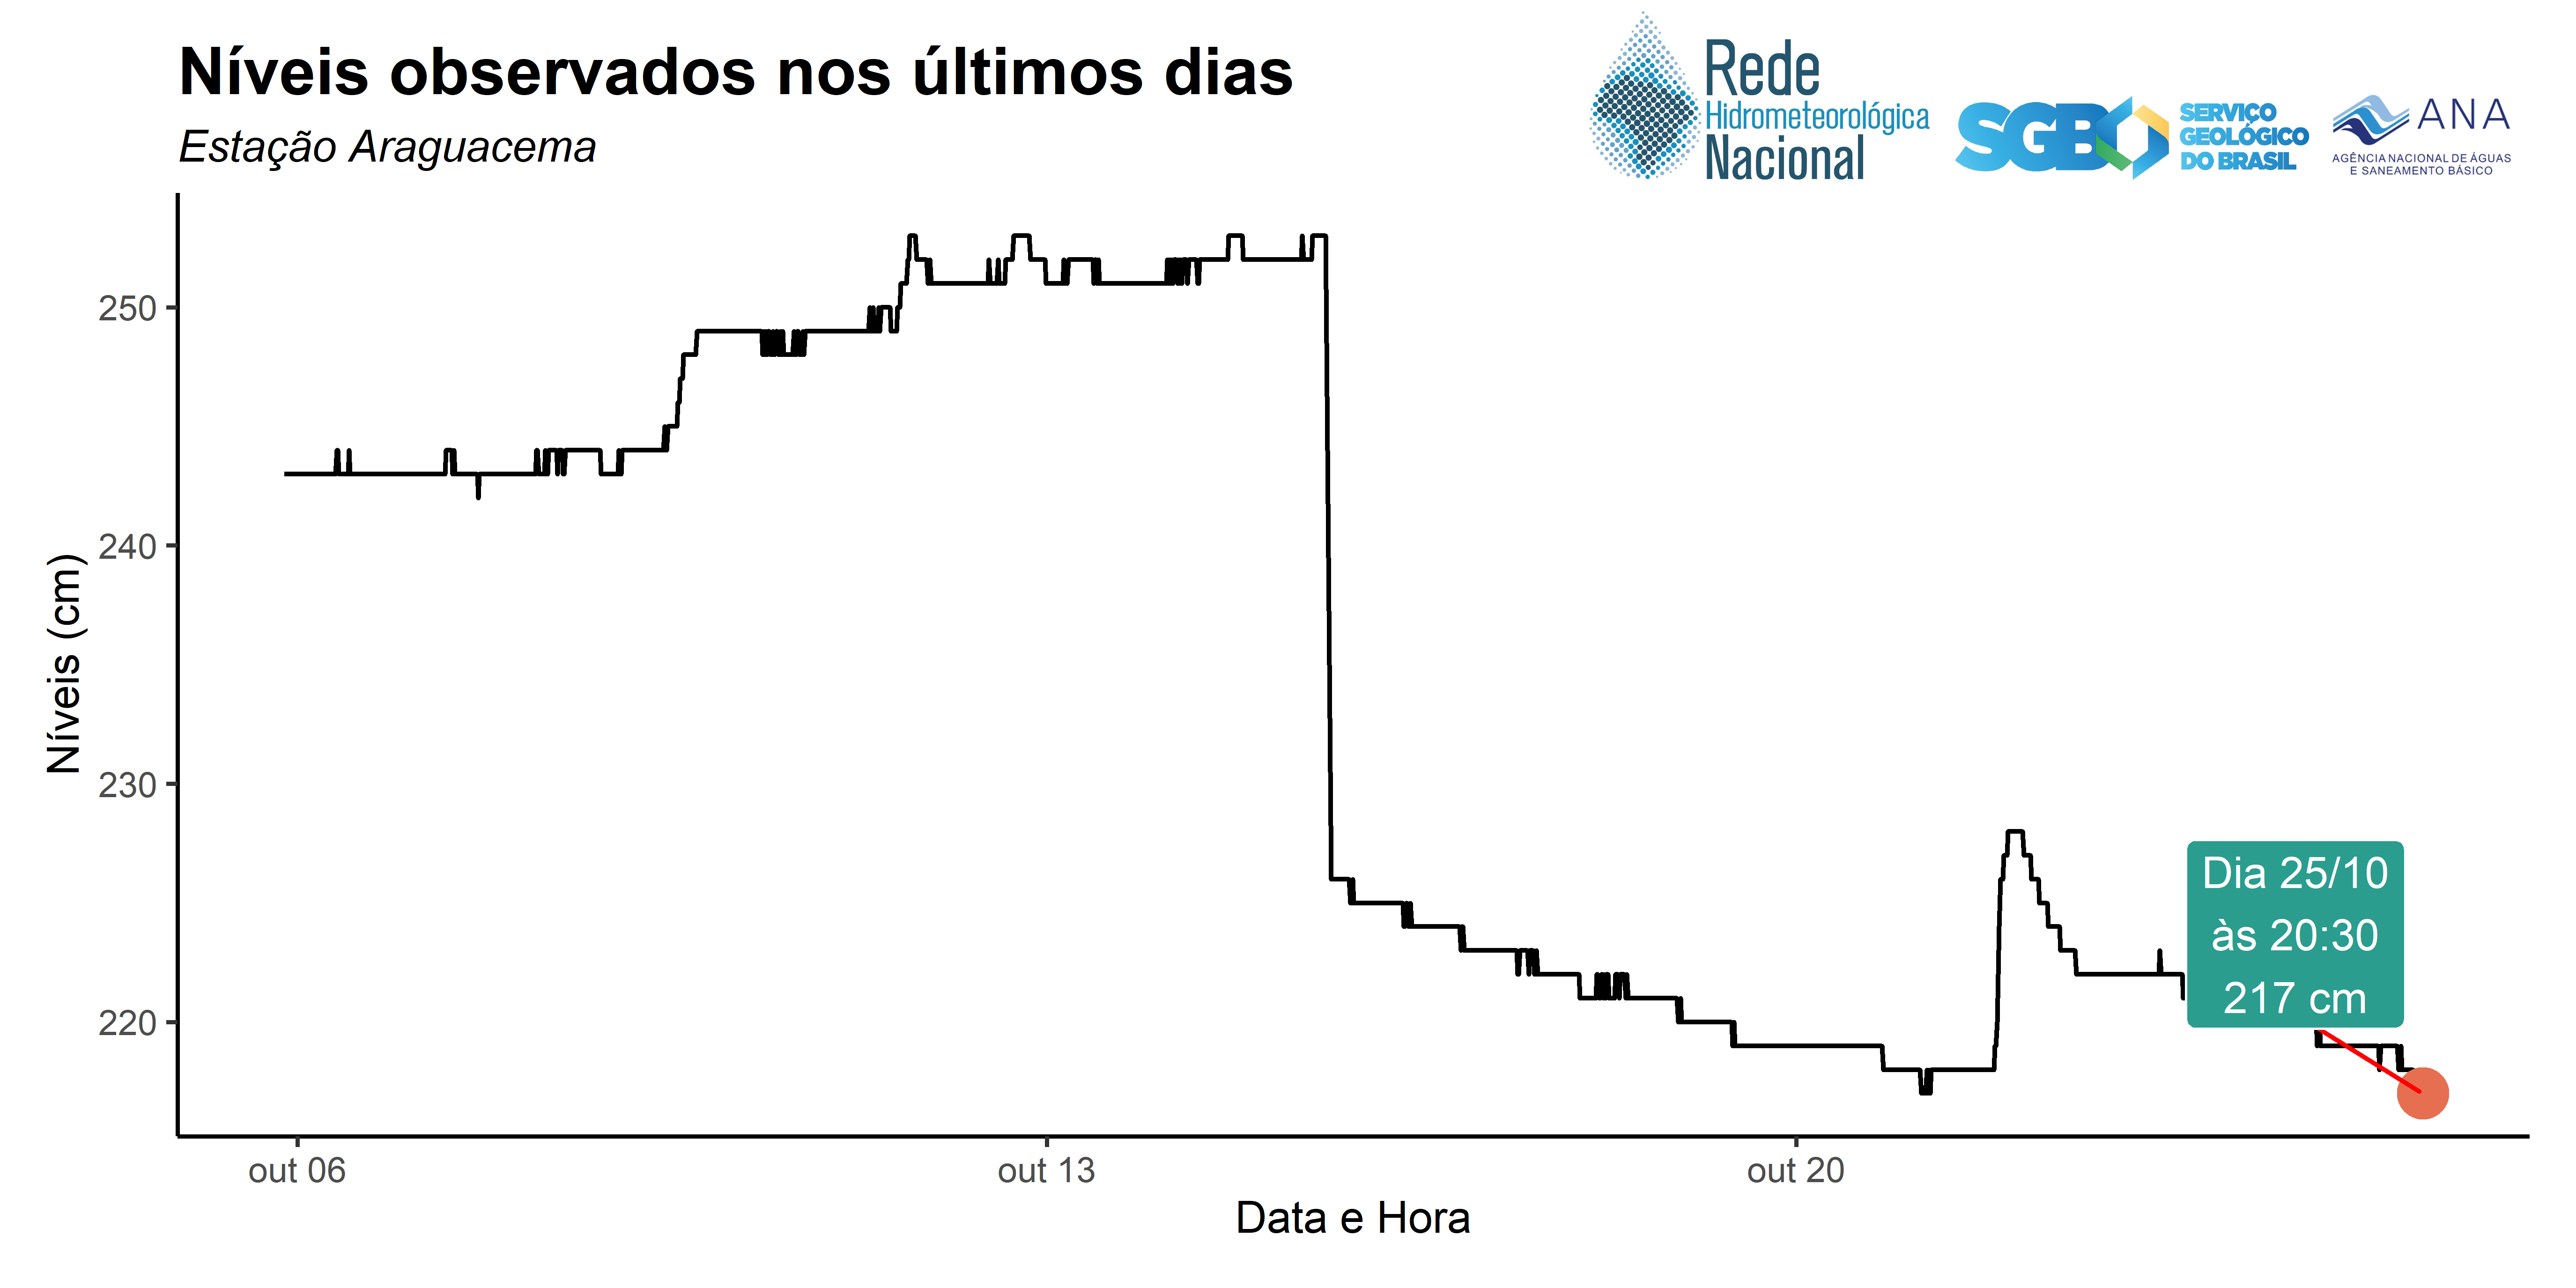 Níveis observados nos últimos dias
Estação Araguacema
Rede
Hidrometeorológica
Nacional
SGB
SERVIÇO
GEOLÓGICO
DO BRASIL
ANA
AGÊNCIA NACIONAL DE ÁGUAS
E SANEAMENTO BÁSICO
Níveis (cm)
250
240
230
220
Dia 25/10
às 20:30
217 cm
out 06
out 13
out 20
Data e Hora